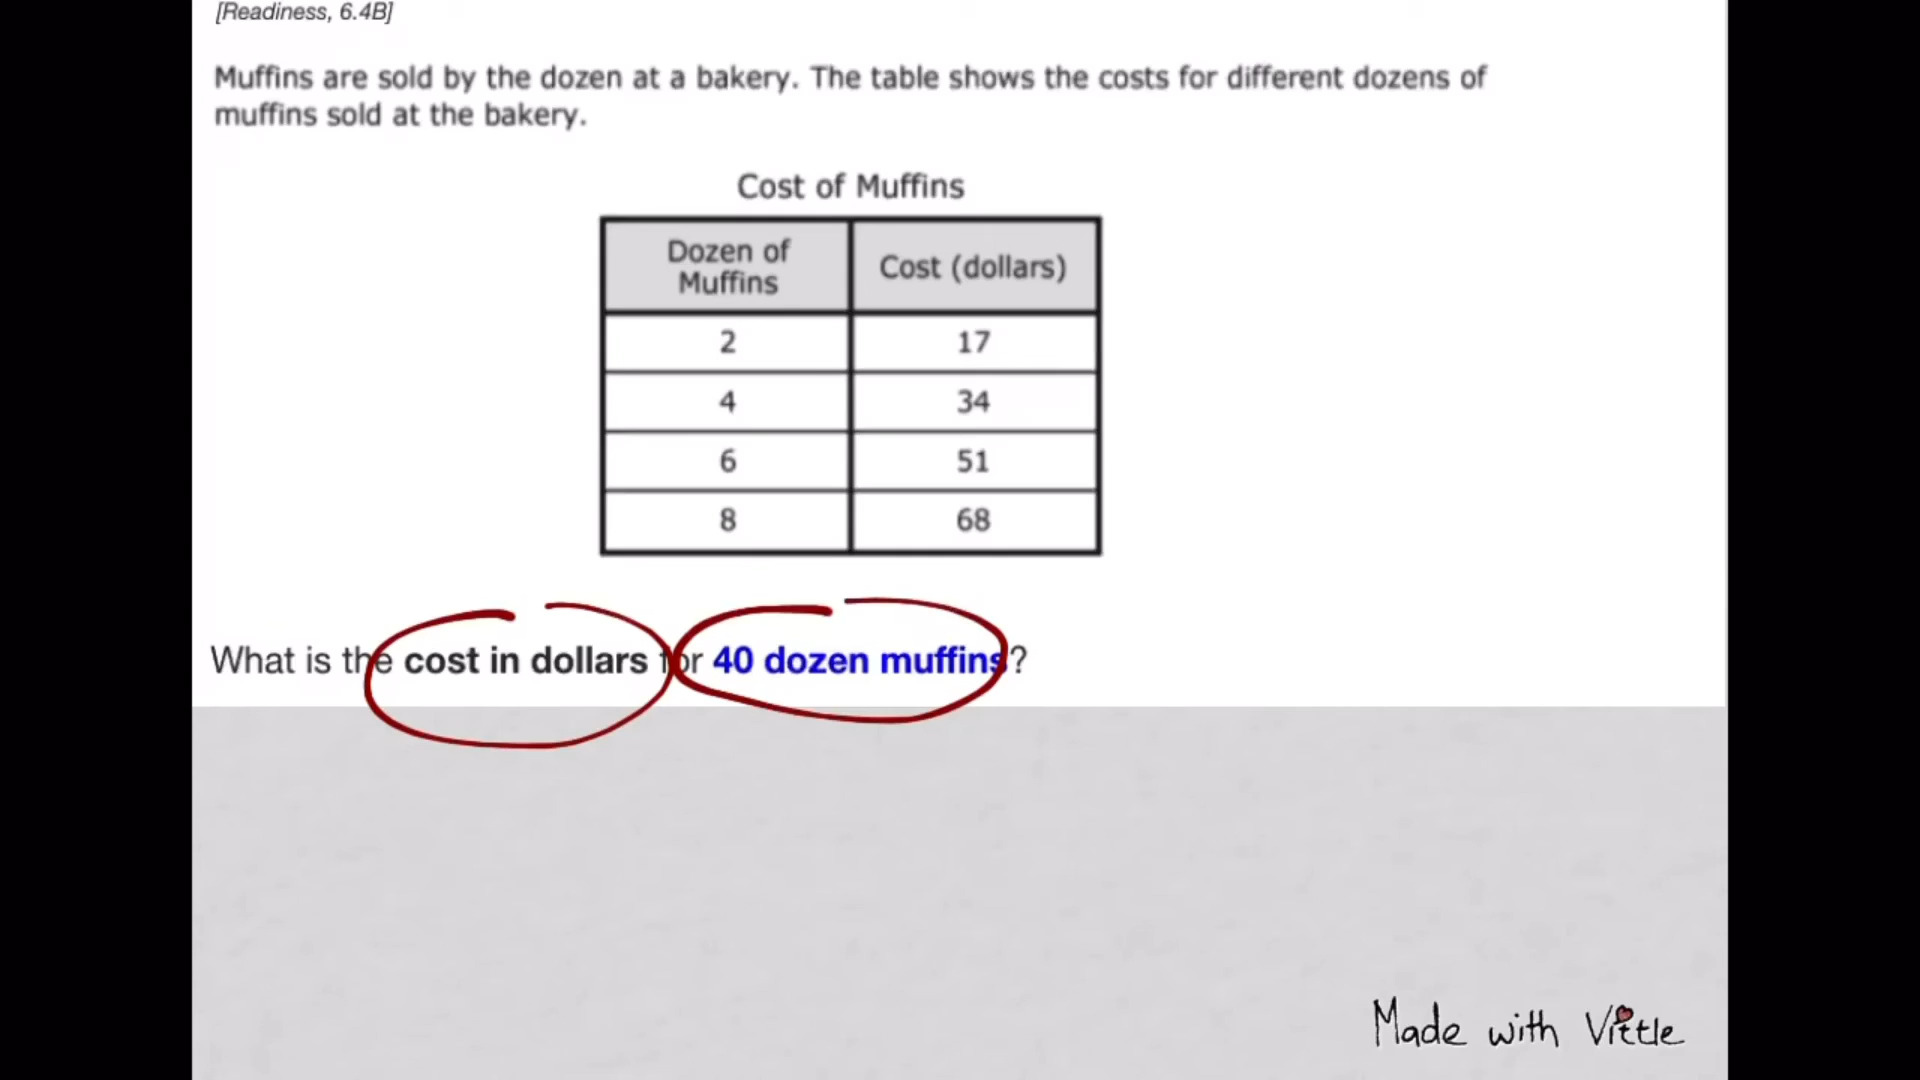 [Readiness, 6.4B]
Muffins are sold by the dozen at a bakery. The table shows the costs for different dozens of
muffins sold at the bakery.
Cost of Muffins
Dozen of
Muffins
Cost (dollars)
2 17
4 34
6 51
8 68
What is the cost in dollars for 40 dozen muffins?
Made with Vittle